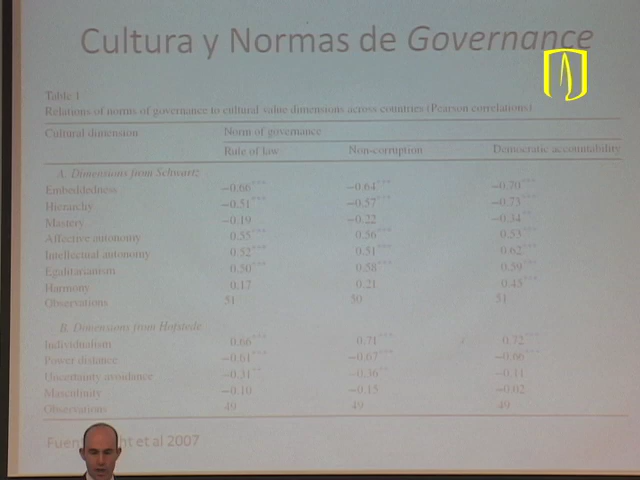 Cultura y Normas de Governance
Table 1
Relations of norms of governance to cultural value dimensions across countries (Pearson correlations)
Cultural dimension Norm of governance
Rule of law Non-corruption Democratic accountability
A. Dimensions from Schwartz
Embeddedness −0.66*** −0.64*** −0.70***
Hierarchy −0.51*** −0.57*** −0.73***
Mastery −0.19 −0.22 −0.34**
Affective autonomy 0.55*** 0.56*** 0.53***
Intellectual autonomy 0.52*** 0.51*** 0.62***
Egalitarianism 0.50*** 0.58*** 0.59***
Harmony 0.17 0.21 0.45***
Observations 51 50 51
B. Dimensions from Hofstede
Individualism 0.66*** 0.71*** 0.72***
Power distance −0.61*** −0.67*** −0.66***
Uncertainty avoidance −0.31** −0.36** −0.11
Masculinity −0.10 −0.15 −0.02
Observations 49 49 49
et al 2007